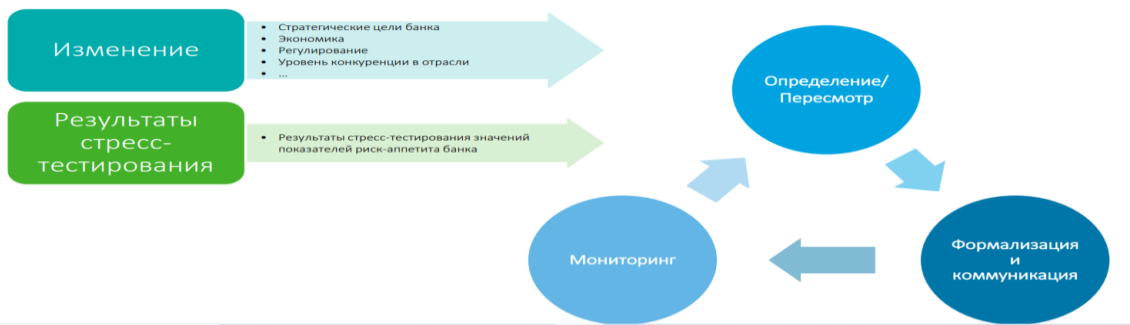 Изменение
• Стратегические цели банка
• Экономика
• Регулирование
• Уровень конкуренции в отрасли
• ...
Результаты
стресс-
тестирования
• Результаты стресс-тестирования значений
показателей риск-аппетита банка
Определение/
Пересмотр
Формализация
и
коммуникация
Мониторинг